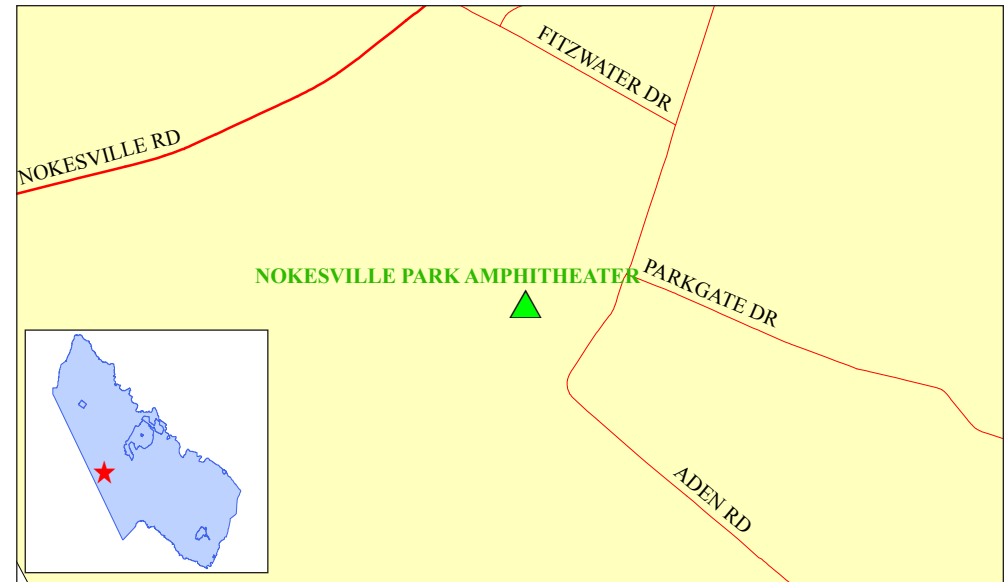 FITZWATER DR
NOKESVILLE RD
NOKESVILLE PARK AMPHITHEATER
PARKGATE DR
ADEN RD